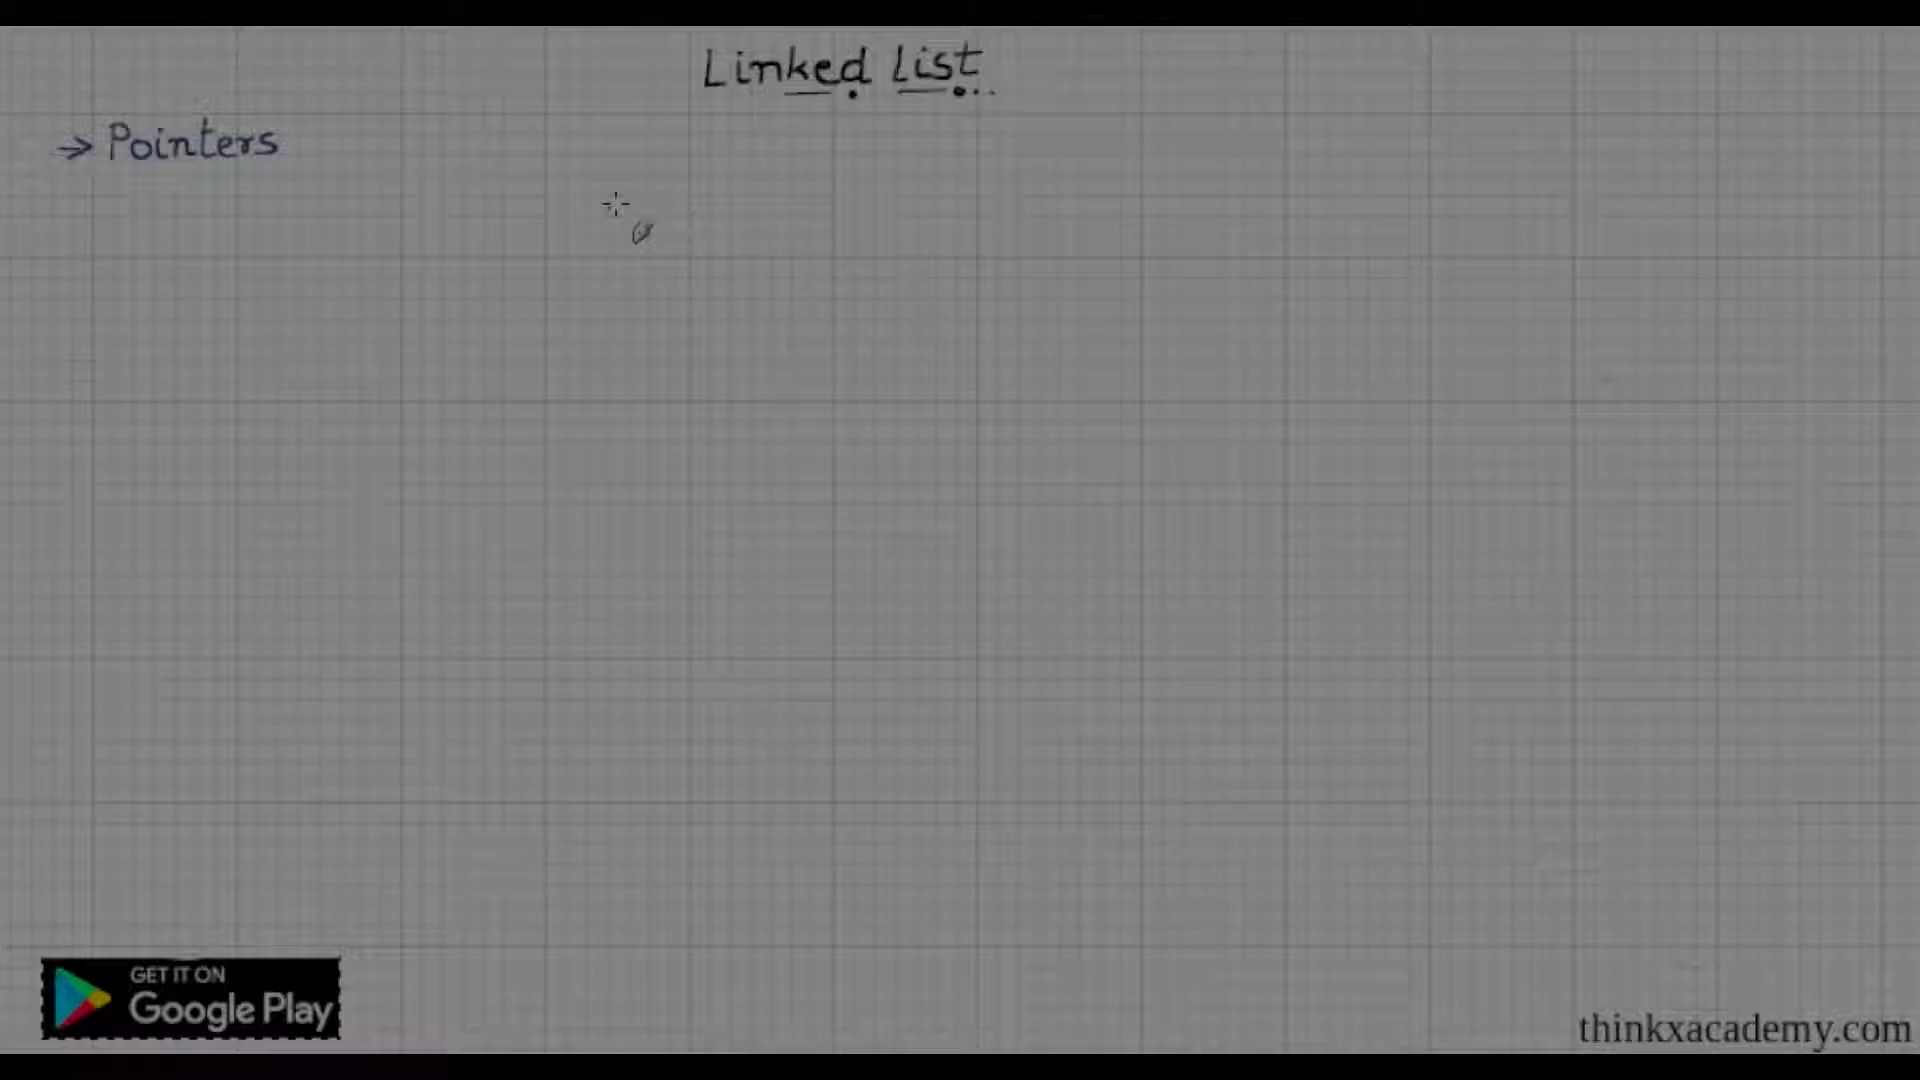 Linked List
→ Pointers
GET IT ON
Google Play
thinkxacademy.com